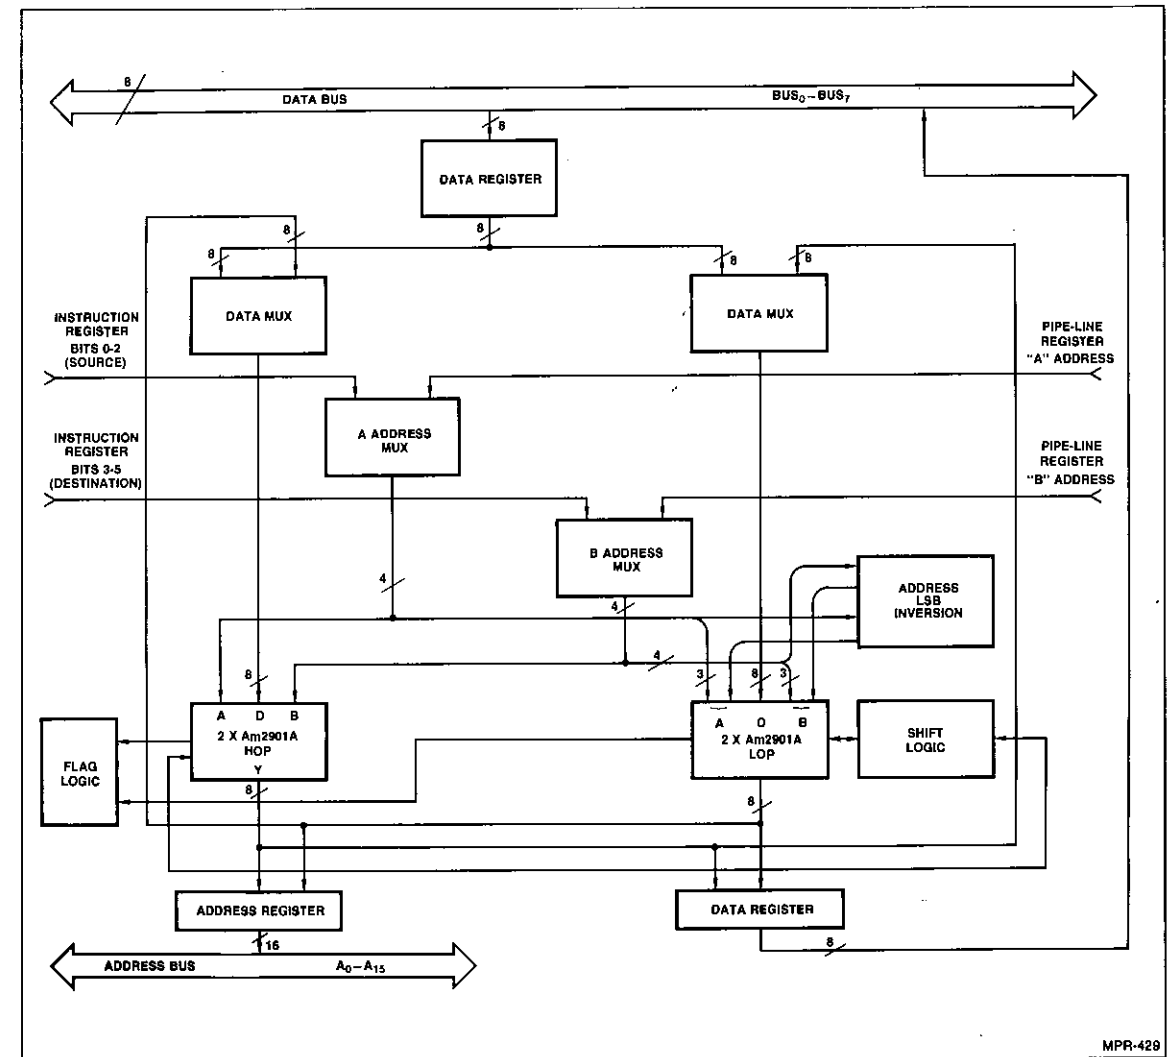 8
DATA BUS
BUS0–BUS7
8
DATA REGISTER
8
8
8
8
8
DATA MUX
DATA MUX
INSTRUCTION
REGISTER
BITS 0-2
(SOURCE)
PIPE-LINE
REGISTER
"A" ADDRESS
A ADDRESS
MUX
INSTRUCTION
REGISTER
BITS 3-5
(DESTINATION)
PIPE-LINE
REGISTER
"B" ADDRESS
B ADDRESS
MUX
4
4
ADDRESS
LSB
INVERSION
4
8
3
8
3
A D B
2 X Am2901A
HOP
Y
A O B
2 X Am2901A
LOP
SHIFT
LOGIC
FLAG
LOGIC
8
8
ADDRESS REGISTER
DATA REGISTER
16
8
ADDRESS BUS
A0–A15
MPR-429